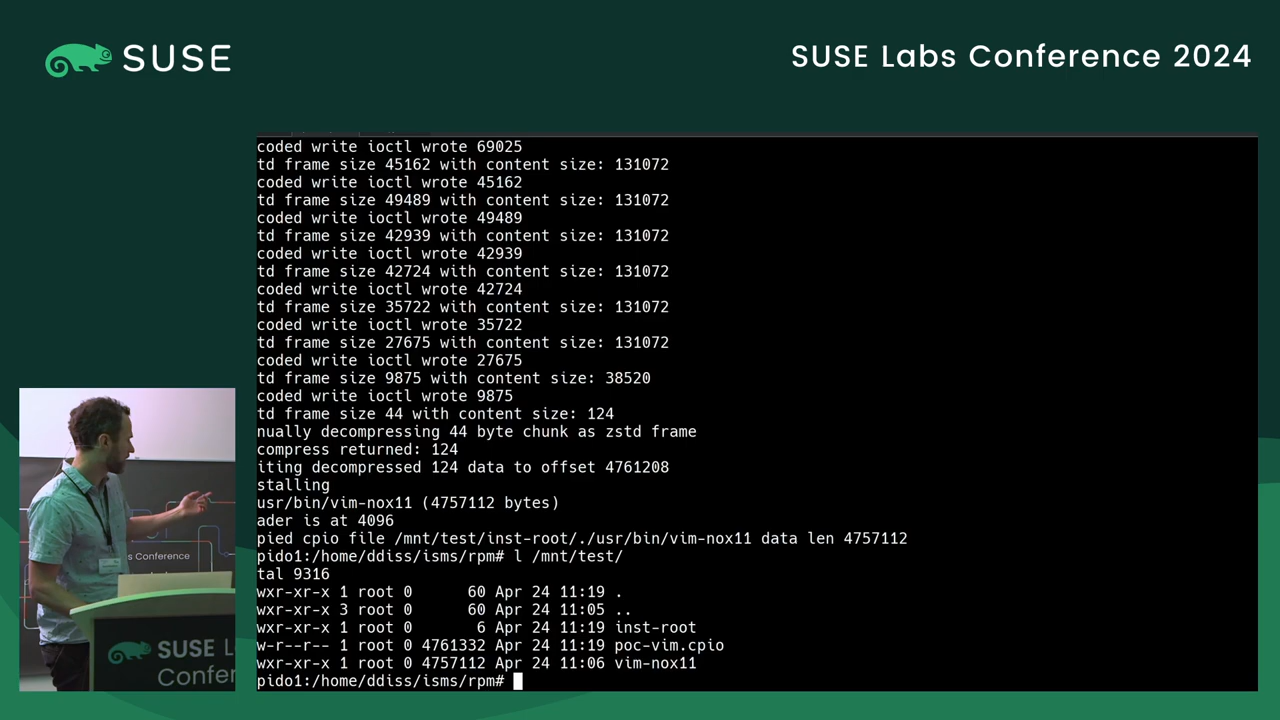 SUSE
SUSE Labs Conference 2024
coded write ioctl wrote 69025
td frame size 45162 with content size: 131072
coded write ioctl wrote 45162
td frame size 49489 with content size: 131072
coded write ioctl wrote 49489
td frame size 42939 with content size: 131072
coded write ioctl wrote 42939
td frame size 42724 with content size: 131072
coded write ioctl wrote 42724
td frame size 35722 with content size: 131072
coded write ioctl wrote 35722
td frame size 27675 with content size: 131072
coded write ioctl wrote 27675
td frame size 9875 with content size: 38520
coded write ioctl wrote 9875
td frame size 44 with content size: 124
nually decompressing 44 byte chunk as zstd frame
compress returned: 124
iting decompressed 124 data to offset 4761208
stalling
usr/bin/vim-nox11 (4757112 bytes)
ader is at 4096
pied cpio file /mnt/test/inst-root/./usr/bin/vim-nox11 data len 4757112
pido1:/home/ddiss/isms/rpm# l /mnt/test/
tal 9316
wxr-xr-x 1 root 0 60 Apr 24 11:19 .
wxr-xr-x 3 root 0 60 Apr 24 11:05 ..
wxr-xr-x 1 root 0 6 Apr 24 11:19 inst-root
w-r--r-- 1 root 0 4761332 Apr 24 11:19 poc-vim.cpio
wxr-xr-x 1 root 0 4757112 Apr 24 11:06 vim-nox11
pido1:/home/ddiss/isms/rpm#
bs Conference
SUSE La
Conferen